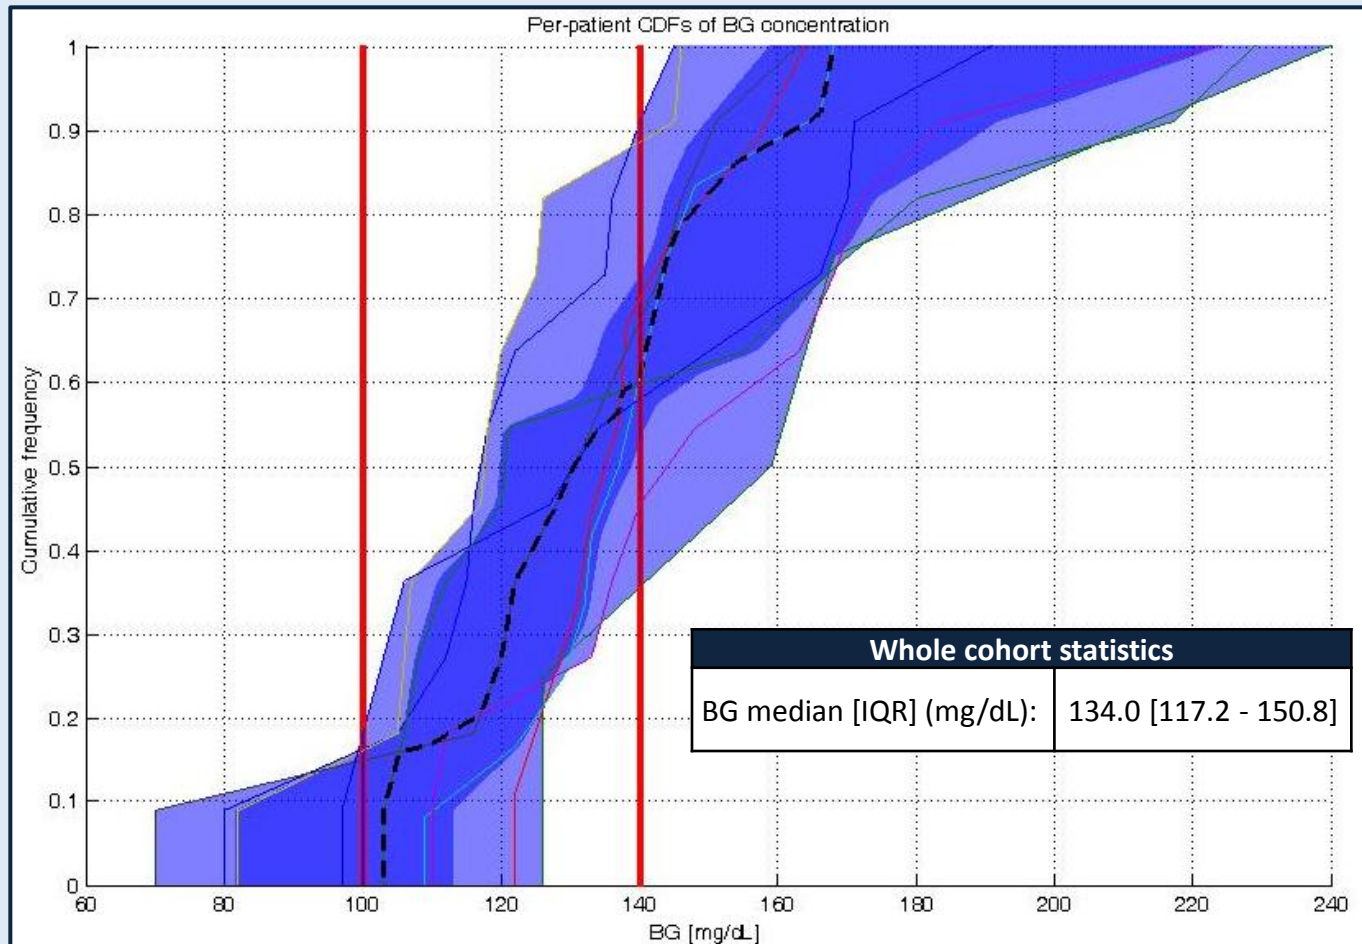 Per-patient CDFs of BG concentration
1
0.9
0.8
0.7
0.6
0.5
0.4
0.3
0.2
0.1
0
Cumulative frequency
Whole cohort statistics
BG median [IQR] (mg/dL): 134.0 [117.2 - 150.8]
60 80 100 120 140 160 180 200 220 240
BG [mg/dL]